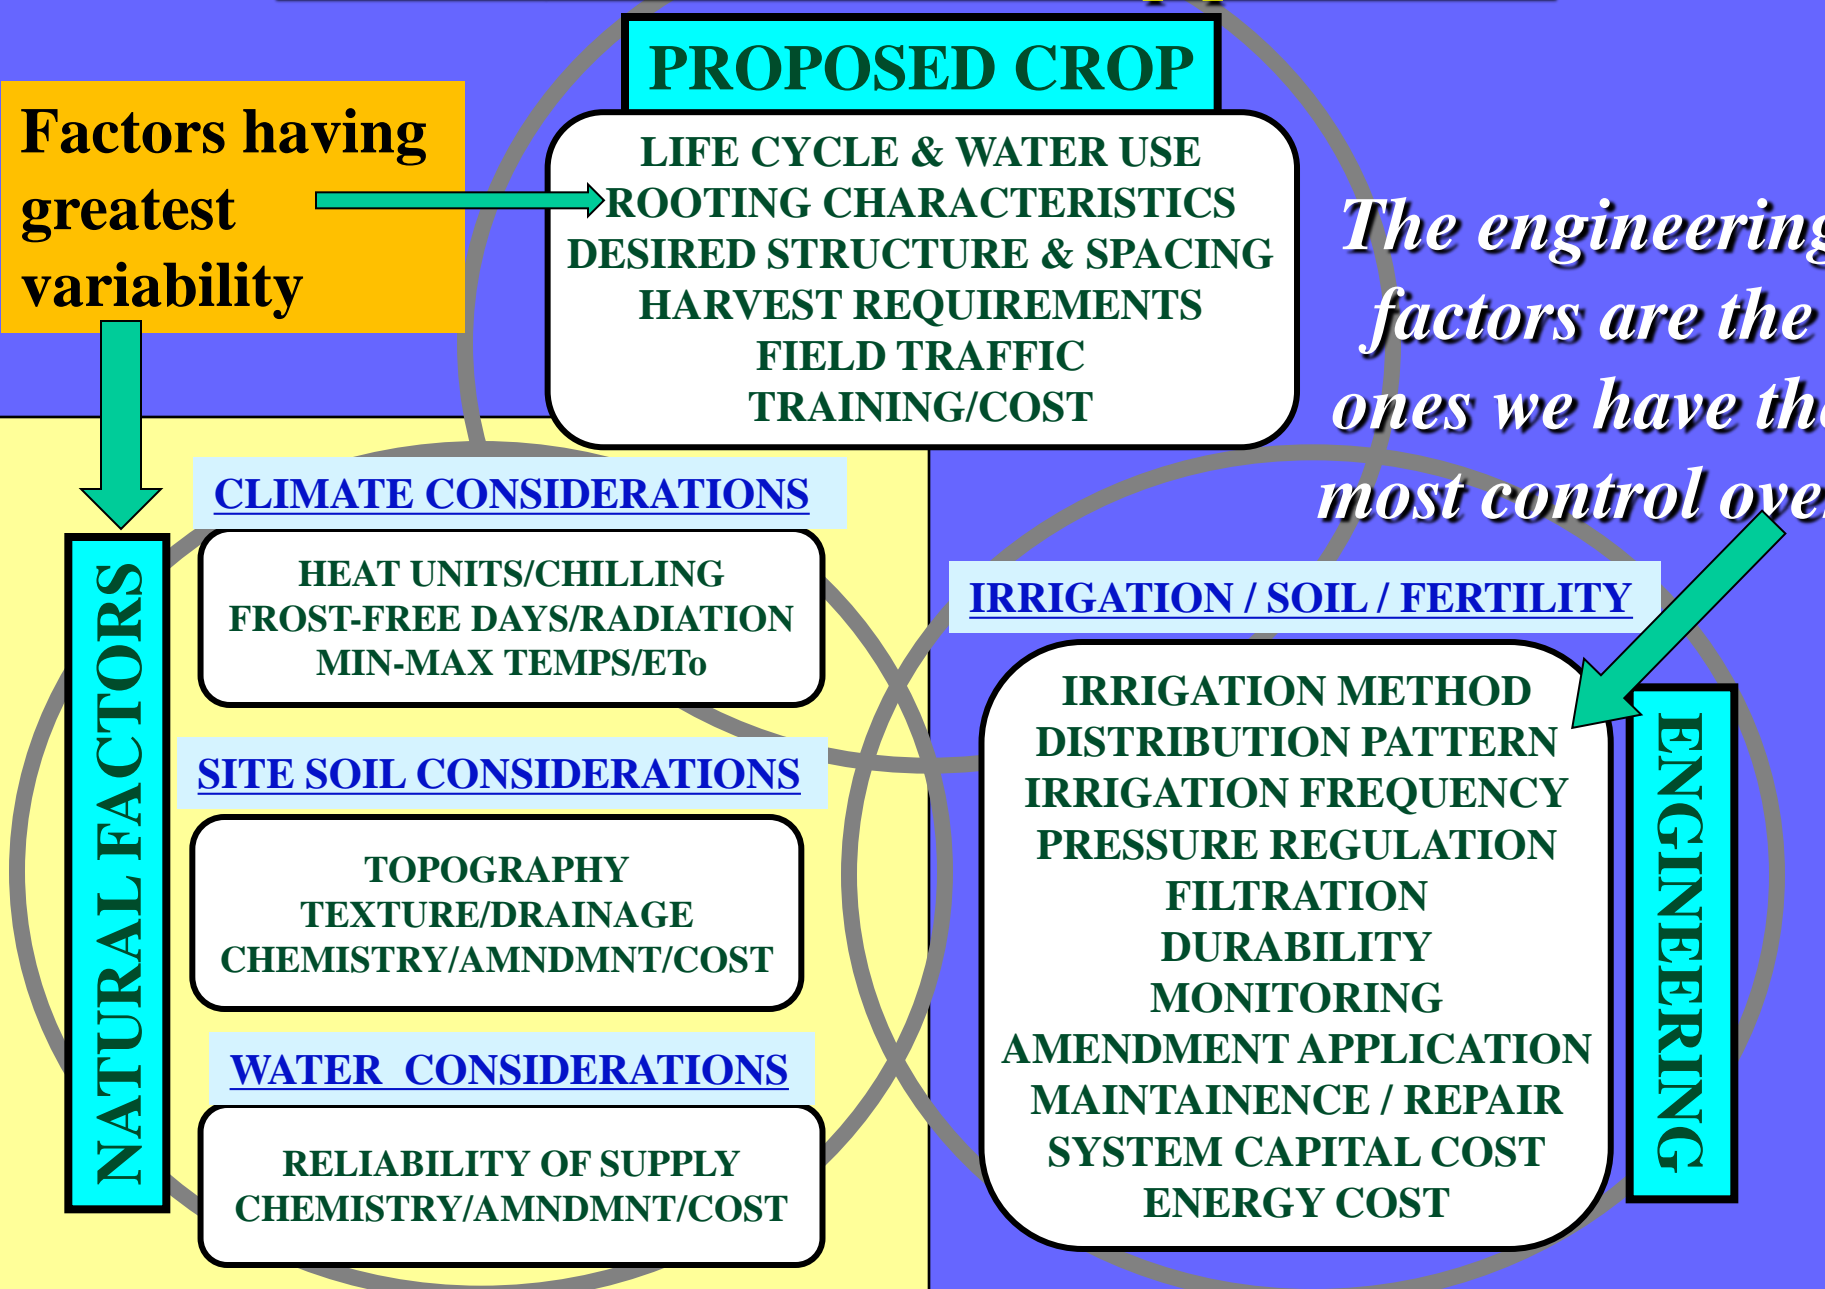 PROPOSED CROP
LIFE CYCLE & WATER USE
ROOTING CHARACTERISTICS
DESIRED STRUCTURE & SPACING
HARVEST REQUIREMENTS
FIELD TRAFFIC
TRAINING/COST
Factors having
greatest
variability
The engineering
factors are the
ones we have the
most control over
NATURAL FACTORS
CLIMATE CONSIDERATIONS
HEAT UNITS/CHILLING
FROST-FREE DAYS/RADIATION
MIN-MAX TEMPS/ETo
SITE SOIL CONSIDERATIONS
TOPOGRAPHY
TEXTURE/DRAINAGE
CHEMISTRY/AMNDMNT/COST
WATER CONSIDERATIONS
RELIABILITY OF SUPPLY
CHEMISTRY/AMNDMNT/COST
IRRIGATION / SOIL / FERTILITY
IRRIGATION METHOD
DISTRIBUTION PATTERN
IRRIGATION FREQUENCY
PRESSURE REGULATION
FILTRATION
DURABILITY
MONITORING
AMENDMENT APPLICATION
MAINTAINENCE / REPAIR
SYSTEM CAPITAL COST
ENERGY COST
ENGINEERING